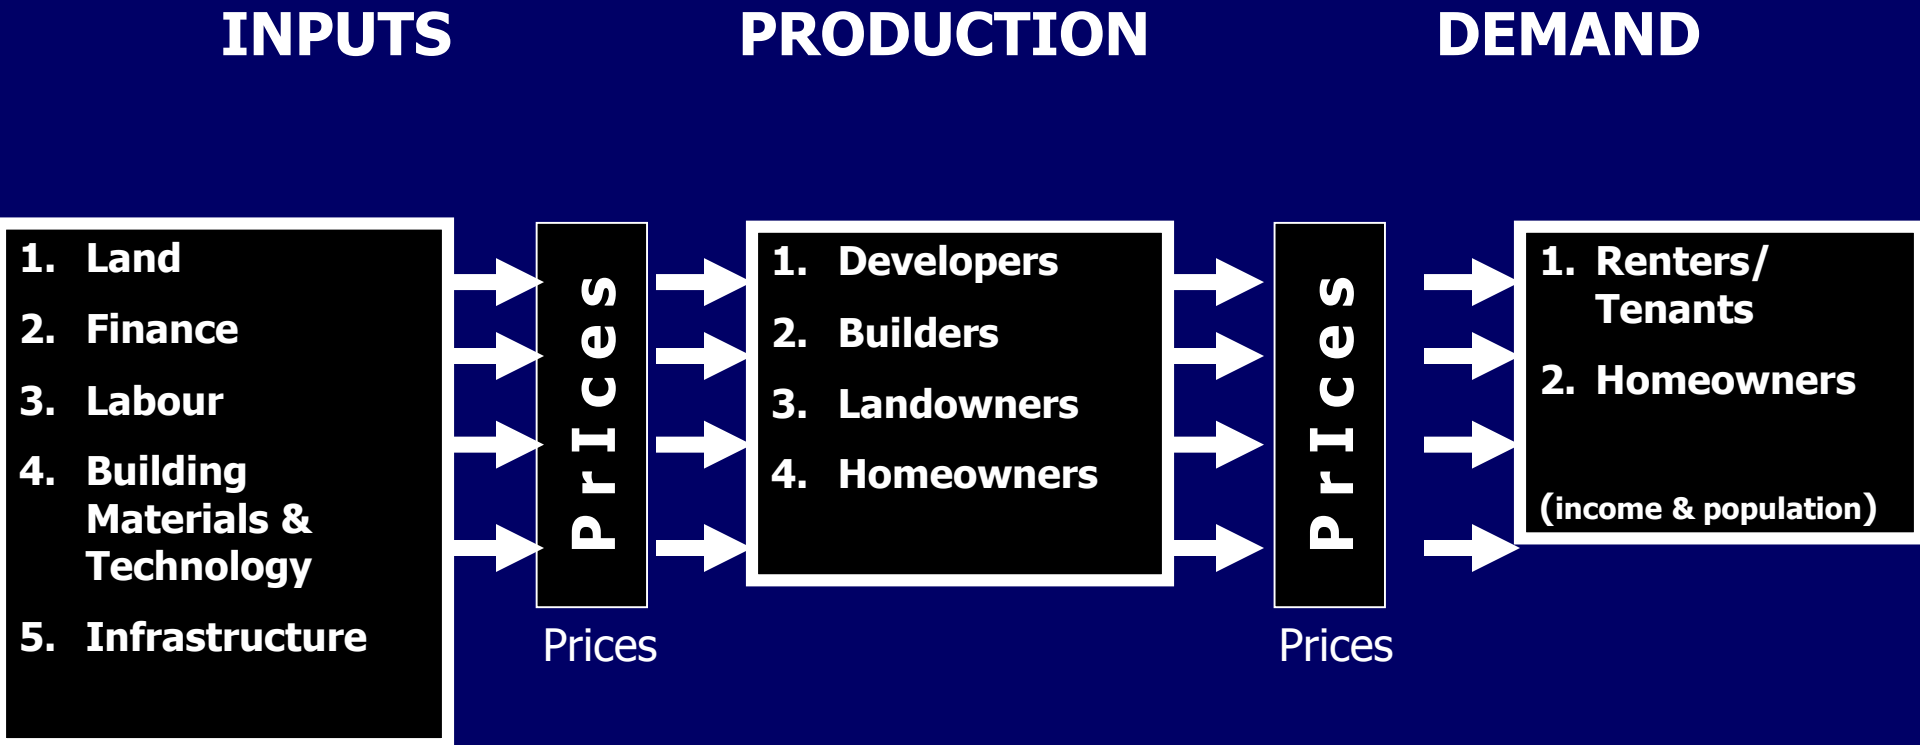 INPUTS
PRODUCTION
DEMAND
1. Land
2. Finance
3. Labour
4. Building
Materials &
Technology
5. Infrastructure
PrIces
Prices
1. Developers
2. Builders
3. Landowners
4. Homeowners
PrIces
Prices
1. Renters/
Tenants
2. Homeowners
(income & population)